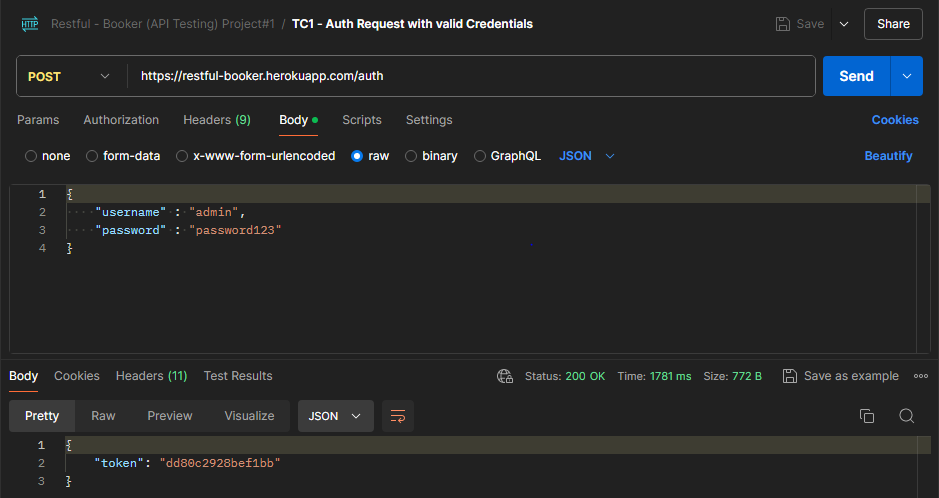 HTTP Restful - Booker (API Testing) Project#1 / TC1 - Auth Request with valid Credentials Save Share
POST https://restful-booker.herokuapp.com/auth Send
Params Authorization Headers (9) Body Scripts Settings Cookies
none form-data x-www-form-urlencoded raw binary GraphQL JSON Beautify
1 {
2 "username" : "admin",
3 "password" : "password123"
4 }
Body Cookies Headers (11) Test Results Status: 200 OK Time: 1781 ms Size: 772 B Save as example
Pretty Raw Preview Visualize JSON
1 {
2 "token": "dd80c2928bef1bb"
3 }